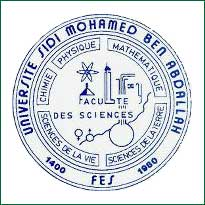 UNIVERSITE SIDI MOHAMED BEN ABDALLAH
CHIMIE
PHYSIQUE
MATHEMATIQUE
FACULTE
DES SCIENCES
SCIENCES DE LA VIE
SCIENCES DE LA TERRE
1400
FES
1980